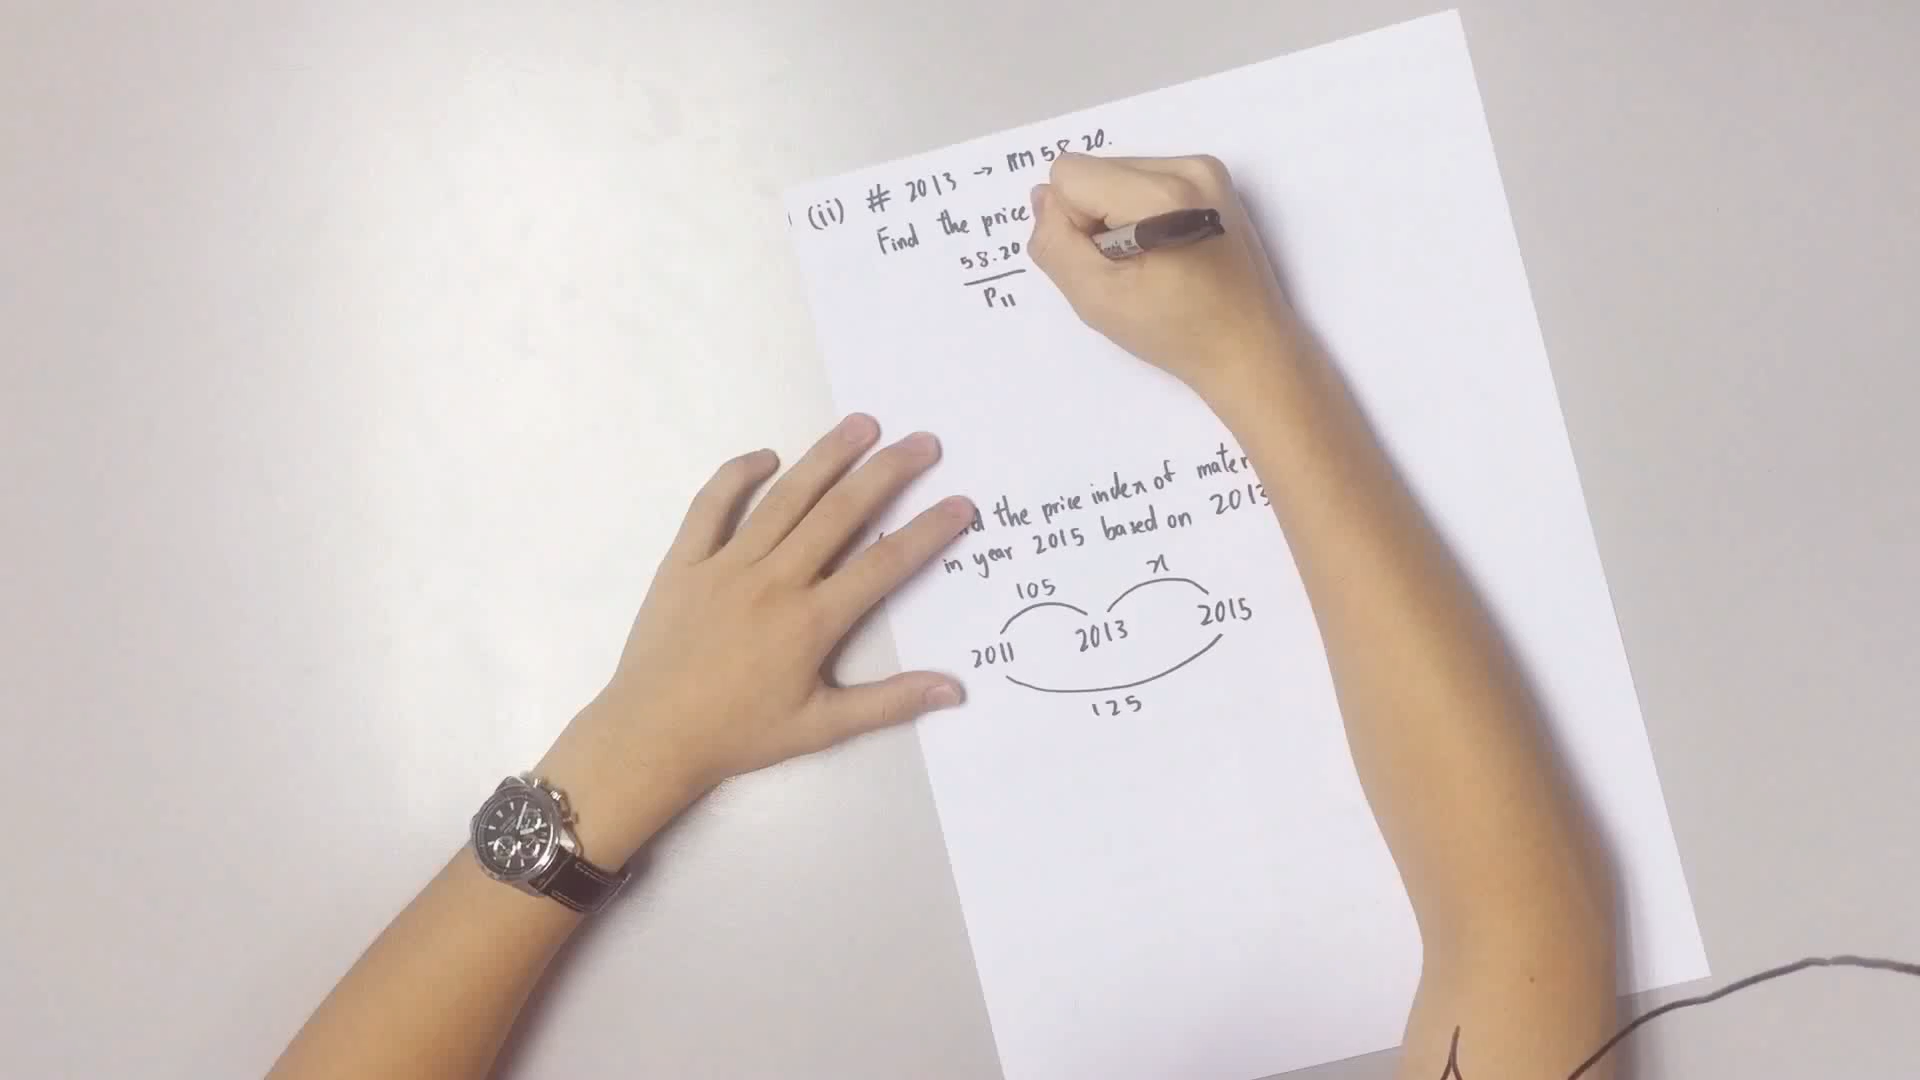 (ii) # 2013 → RM 58.20.
Find the price
58.20
P11
the price index of
in year 2015 based on 2013
105 x
2011 2013 2015
125